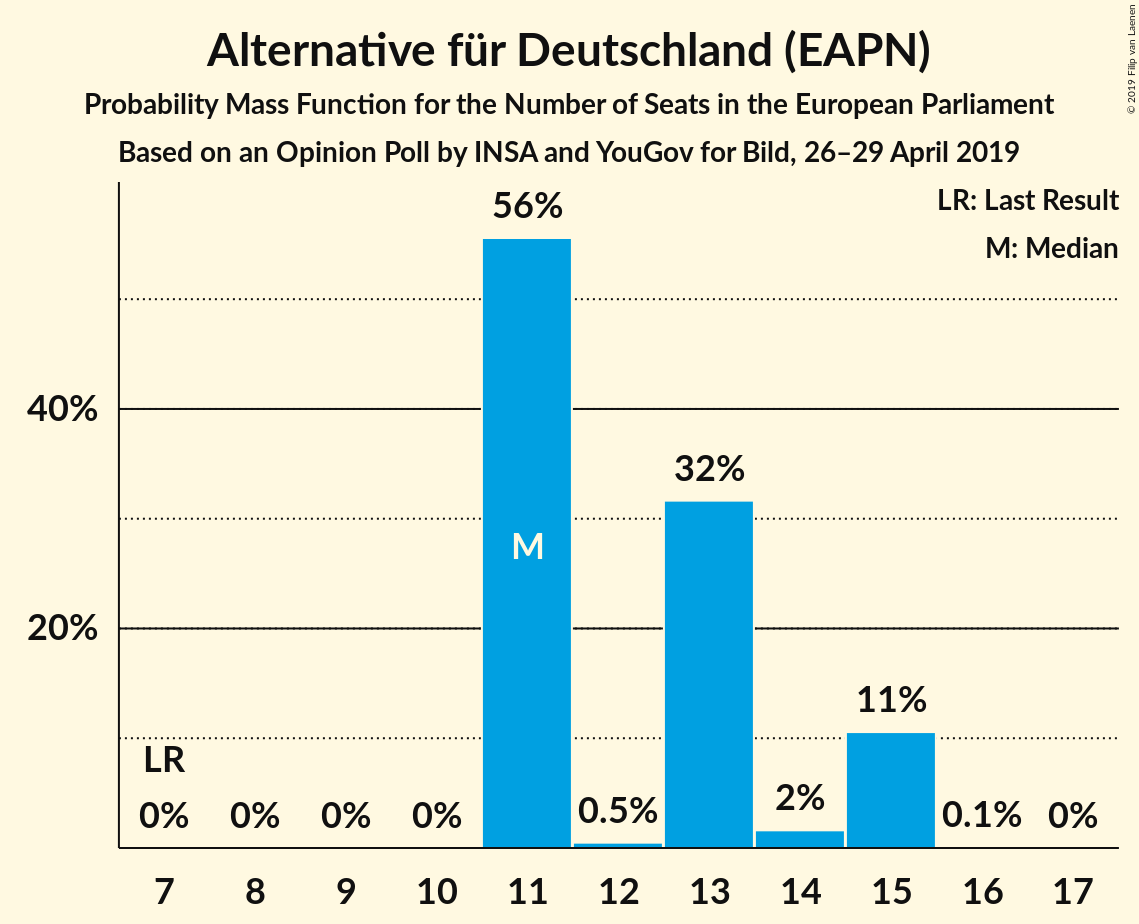 Alternative für Deutschland (EAPN)
Probability Mass Function for the Number of Seats in the European Parliament
Based on an Opinion Poll by INSA and YouGov for Bild, 26–29 April 2019
© 2019 Filip van Laenen
LR: Last Result
M: Median
56%
40%
32%
M
20%
11%
LR
2%
0% 0% 0% 0% 0.5% 0.1% 0%
7 8 9 10 11 12 13 14 15 16 17